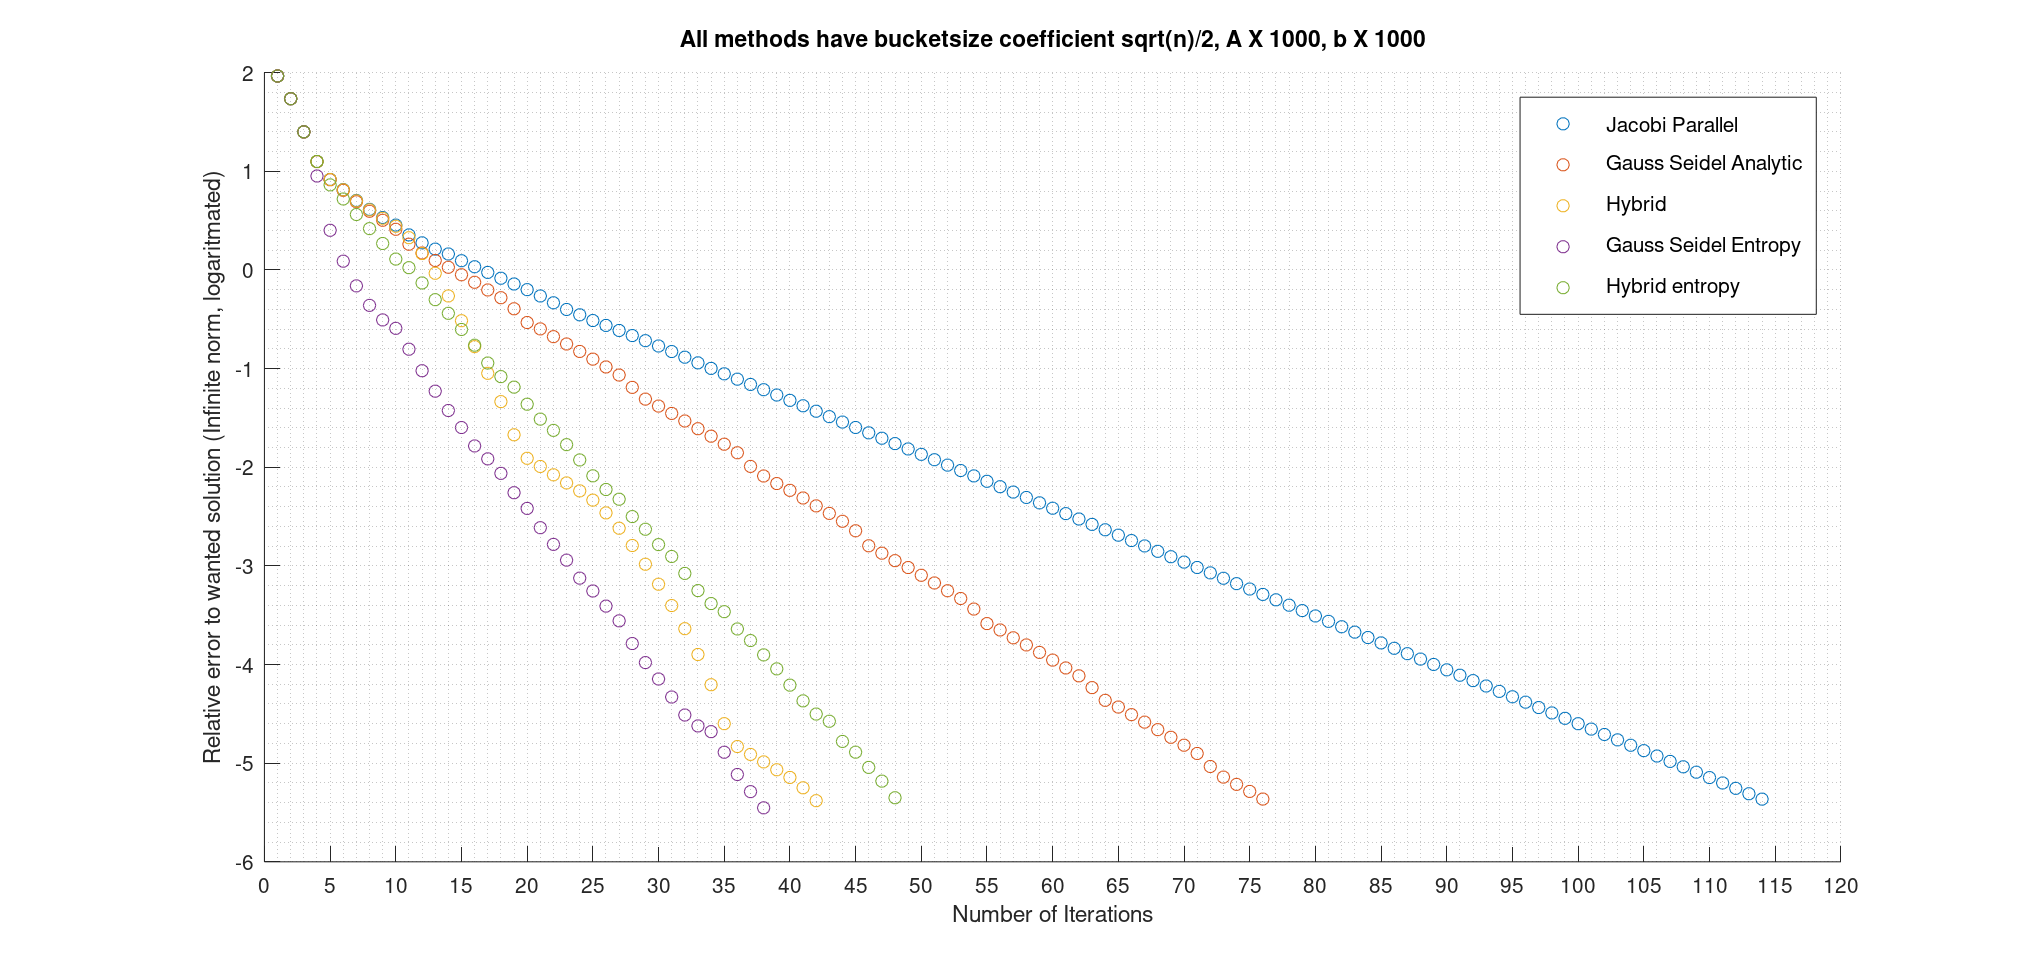 All methods have bucketsize coefficient sqrt(n)/2, A X 1000, b X 1000
2
1
0
-1
-2
-3
-4
-5
-6
Relative error to wanted solution (Infinite norm, logaritmated)
Jacobi Parallel
Gauss Seidel Analytic
Hybrid
Gauss Seidel Entropy
Hybrid entropy
0 5 10 15 20 25 30 35 40 45 50 55 60 65 70 75 80 85 90 95 100 105 110 115 120
Number of Iterations